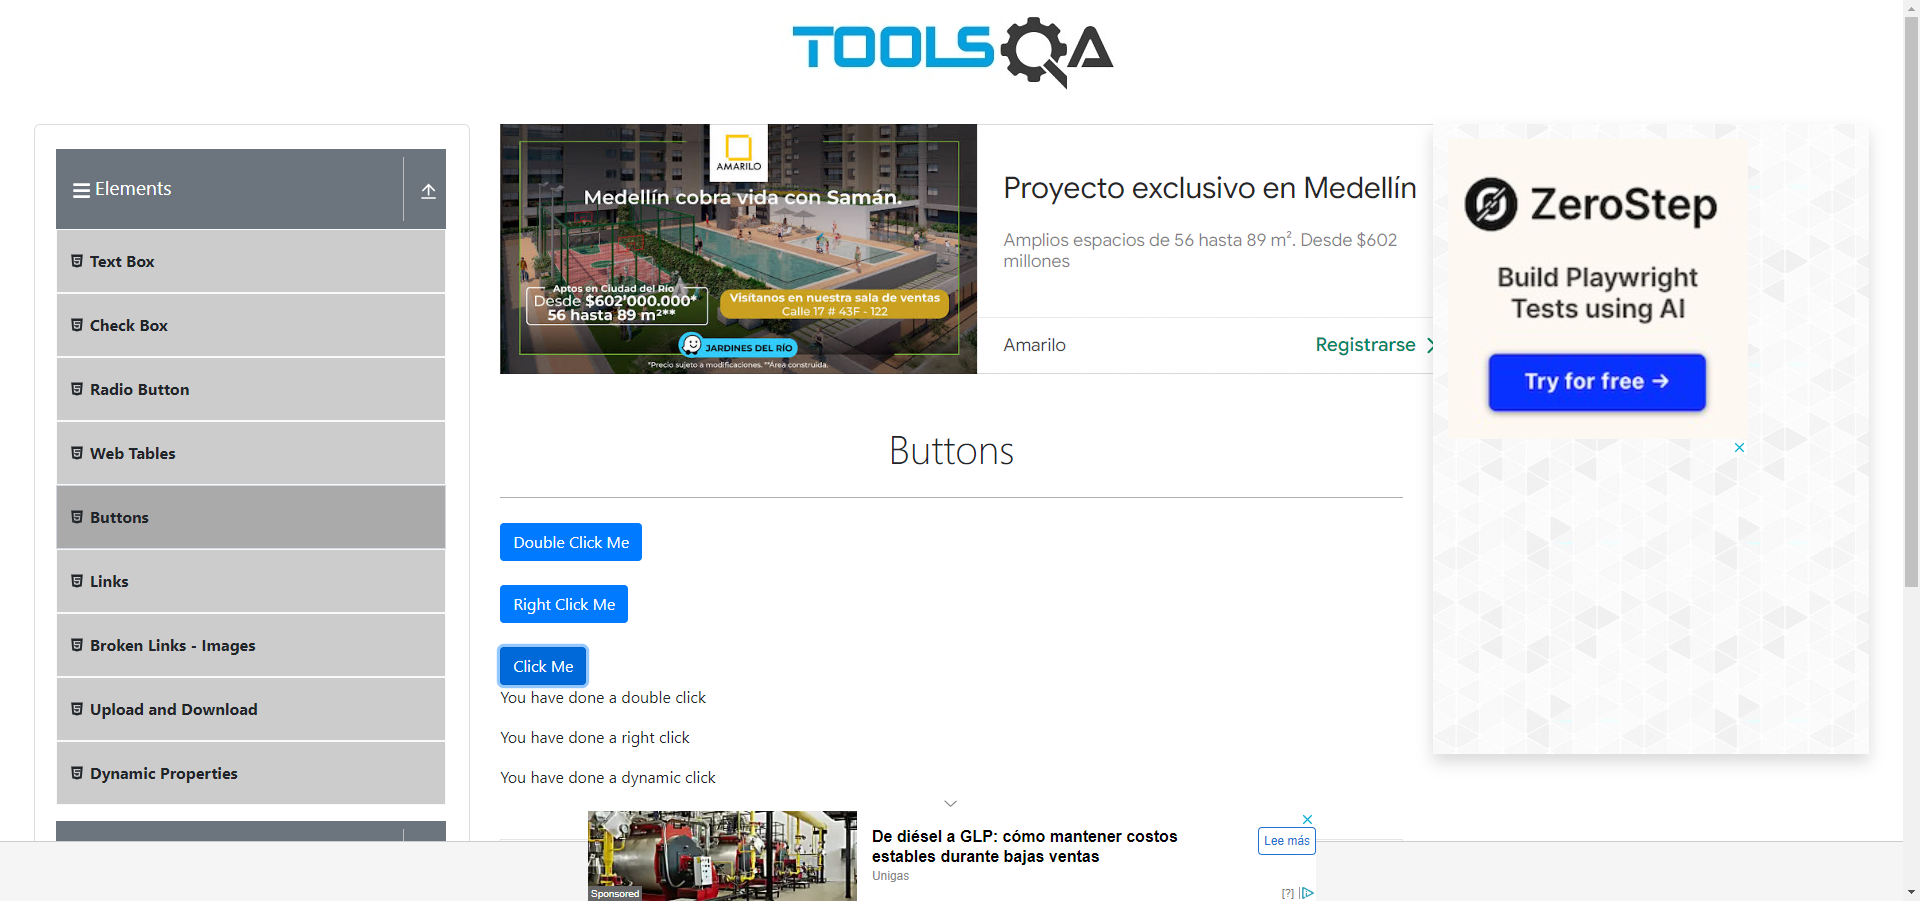 TOOLSQA
Elements
Text Box
Check Box
Radio Button
Web Tables
Buttons
Links
Broken Links - Images
Upload and Download
Dynamic Properties
AMARILO
Medellín cobra vida con Samán.
Aptos en Ciudad del Río
Desde $602'000.000*
56 hasta 89 m²**
Visítanos en nuestra sala de ventas
Calle 17 # 43F - 122
JARDINES DEL RÍO
*Precio sujeto a modificaciones. **Área construida.
Proyecto exclusivo en Medellín
Amplios espacios de 56 hasta 89 m². Desde $602
millones
Amarilo
Registrarse
ZeroStep
Build Playwright
Tests using AI
Try for free →
Buttons
Double Click Me
Right Click Me
Click Me
You have done a double click
You have done a right click
You have done a dynamic click
Sponsored
De diésel a GLP: cómo mantener costos
estables durante bajas ventas
Unigas
Lee más
[?]